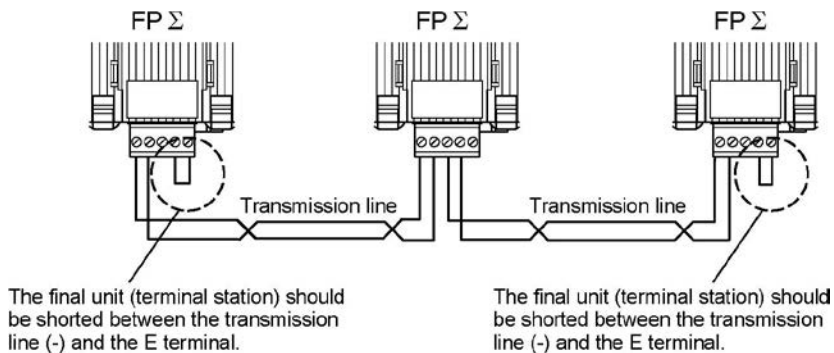 FP Σ
FP Σ
FP Σ
Transmission line
Transmission line
The final unit (terminal station) should
be shorted between the transmission
line (-) and the E terminal.
The final unit (terminal station) should
be shorted between the transmission
line (-) and the E terminal.